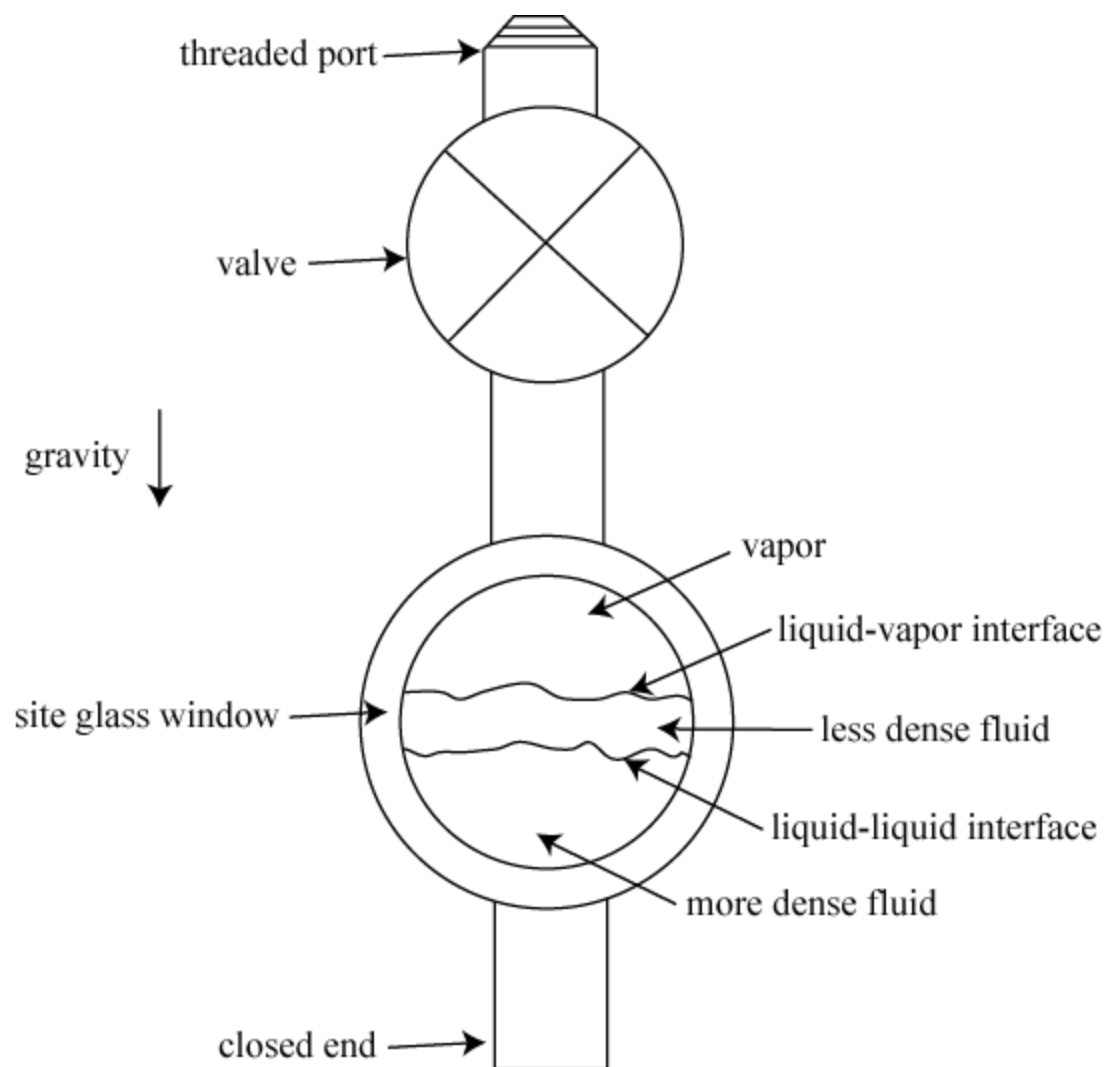 threaded port
valve
gravity
vapor
liquid-vapor interface
site glass window
less dense fluid
liquid-liquid interface
more dense fluid
closed end